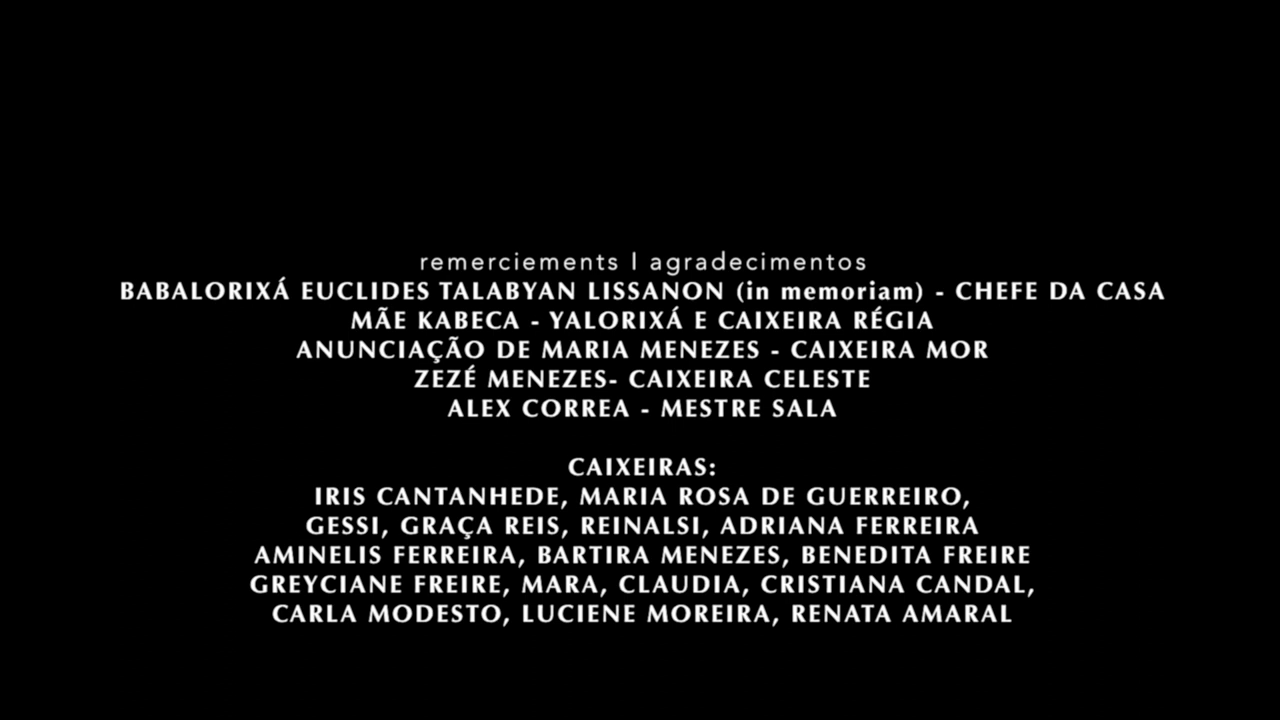 remerciements I agradecimentos
BABALORIXÁ EUCLIDES TALABYAN LISSANON (in memoriam) - CHEFE DA CASA
MÃE KABECA - YALORIXÁ E CAIXEIRA RÉGIA
ANUNCIAÇÃO DE MARIA MENEZES - CAIXEIRA MOR
ZEZÉ MENEZES- CAIXEIRA CELESTE
ALEX CORREA - MESTRE SALA
CAIXEIRAS:
IRIS CANTANHEDE, MARIA ROSA DE GUERREIRO,
GESSI, GRAÇA REIS, REINALSI, ADRIANA FERREIRA
AMINELIS FERREIRA, BARTIRA MENEZES, BENEDITA FREIRE
GREYCIANE FREIRE, MARA, CLAUDIA, CRISTIANA CANDAL,
CARLA MODESTO, LUCIENE MOREIRA, RENATA AMARAL